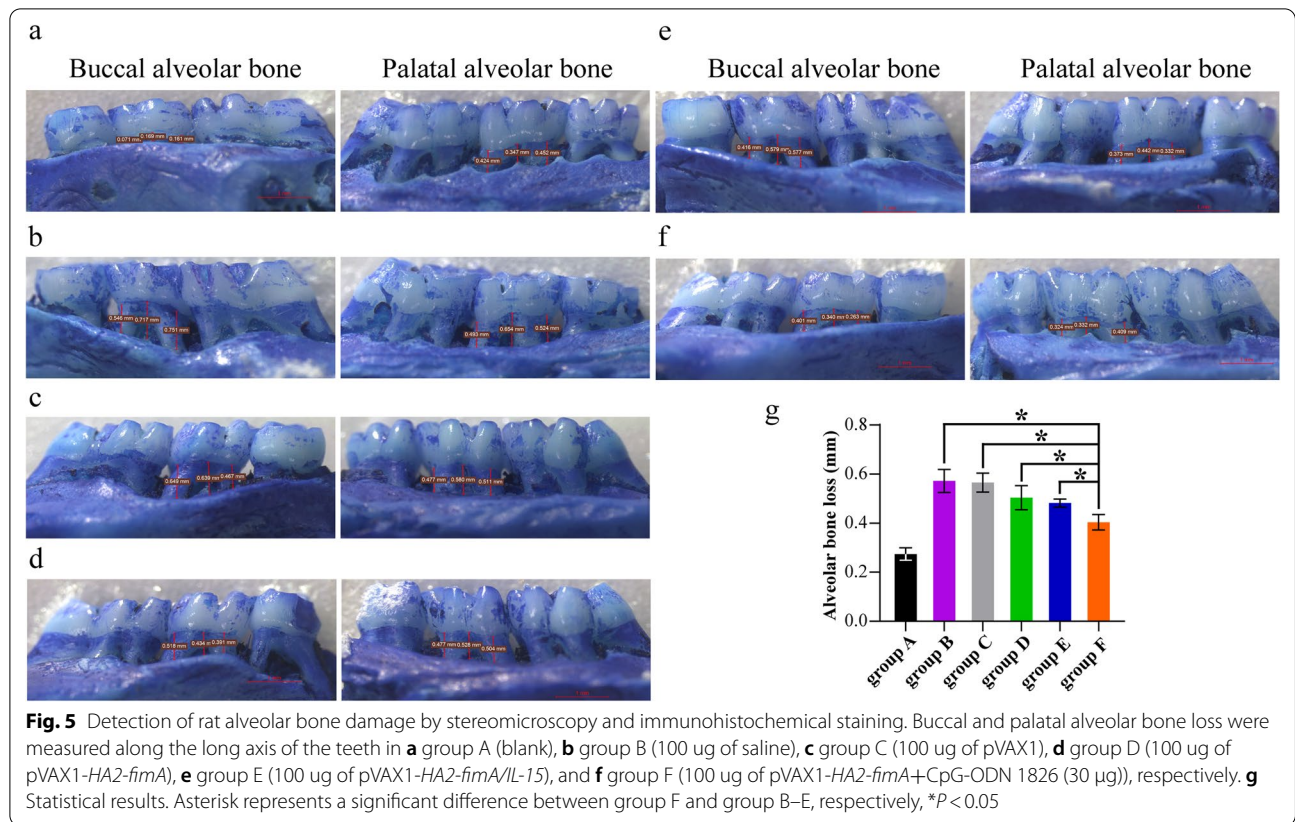 a
Buccal alveolar bone
Palatal alveolar bone
0.071 mm
0.169 mm
0.181 mm
0.424 mm
0.347 mm
0.452 mm
b
0.546 mm
0.717 mm
0.751 mm
0.493 mm
0.654 mm
0.524 mm
c
0.649 mm
0.639 m
0.467 mm
0.477 mm
0.580 mm
0.511 mm
d
0.518 mm
0.434 m
0.391 mm
0.477 mm
0.528 mm
0.504 mm
e
Buccal alveolar bone
Palatal alveolar bone
0.416 mm
0.579 mm
0.577 mm
0.373 mm
0.442 mm
0.332 mm
f
0.401 mm
0.340 mm
0.263 mm
0.324 mm
0.332 mm
0.409 mm
g
Alveolar bone loss (mm)
0.8
0.6
0.4
0.2
0.0
*
*
*
*
group A
group B
group C
group D
group E
group F
Fig. 5 Detection of rat alveolar bone damage by stereomicroscopy and immunohistochemical staining. Buccal and palatal alveolar bone loss were
measured along the long axis of the teeth in a group A (blank), b group B (100 ug of saline), c group C (100 ug of pVAX1), d group D (100 ug of
pVAX1-HA2-fimA), e group E (100 ug of pVAX1-HA2-fimA/IL-15), and f group F (100 ug of pVAX1-HA2-fimA+CpG-ODN 1826 (30 μg)), respectively. g
Statistical results. Asterisk represents a significant difference between group F and group B–E, respectively, *P < 0.05